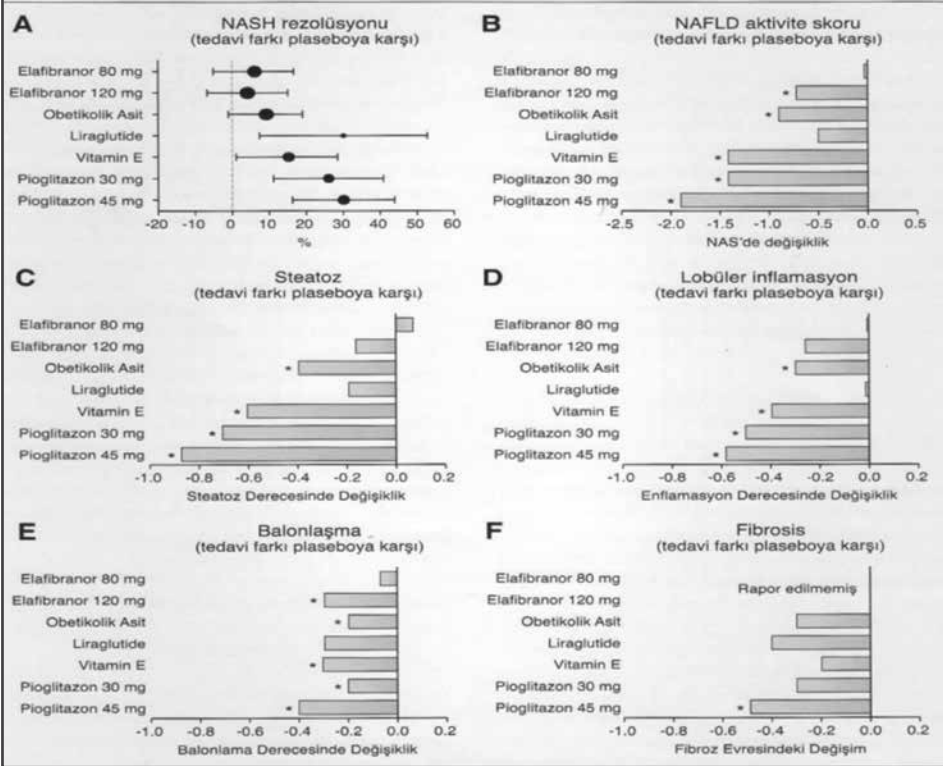 A
NASH rezolüsyonu
(tedavi farkı plaseboya karşı)
Elafibranor 80 mg
Elafibranor 120 mg
Obetikolik Asit
Liraglutide
Vitamin E
Pioglitazon 30 mg
Pioglitazon 45 mg
-20 -10 0 10 20 30 40 50 60
%
B
NAFLD aktivite skoru
(tedavi farkı plaseboya karşı)
Elafibranor 80 mg
Elafibranor 120 mg
*
Obetikolik Asit
*
Liraglutide
Vitamin E
*
Pioglitazon 30 mg
*
Pioglitazon 45 mg
*
-2.5 -2.0 -1.5 -1.0 -0.5 0.0 0.5
NAS'de değişiklik
C
Steatoz
(tedavi farkı plaseboya karşı)
Elafibranor 80 mg
Elafibranor 120 mg
Obetikolik Asit
*
Liraglutide
Vitamin E
*
Pioglitazon 30 mg
*
Pioglitazon 45 mg
*
-1.0 -0.8 -0.6 -0.4 -0.2 0.0 0.2
Steatoz Derecesinde Değişiklik
D
Lobüler inflamasyon
(tedavi farkı plaseboya karşı)
Elafibranor 80 mg
Elafibranor 120 mg
Obetikolik Asit
*
Liraglutide
Vitamin E
*
Pioglitazon 30 mg
*
Pioglitazon 45 mg
*
-1.0 -0.8 -0.6 -0.4 -0.2 0.0 0.2
Enflamasyon Derecesinde Değişiklik
E
Balonlaşma
(tedavi farkı plaseboya karşı)
Elafibranor 80 mg
Elafibranor 120 mg
*
Obetikolik Asit
*
Liraglutide
Vitamin E
*
Pioglitazon 30 mg
*
Pioglitazon 45 mg
*
-1.0 -0.8 -0.6 -0.4 -0.2 0.0 0.2
Balonlama Derecesinde Değişiklik
F
Fibrosis
(tedavi farkı plaseboya karşı)
Elafibranor 80 mg
Rapor edilmemiş
Elafibranor 120 mg
Obetikolik Asit
Liraglutide
Vitamin E
Pioglitazon 30 mg
Pioglitazon 45 mg
*
-1.0 -0.8 -0.6 -0.4 -0.2 0.0 0.2
Fibroz Evresindeki Değişim